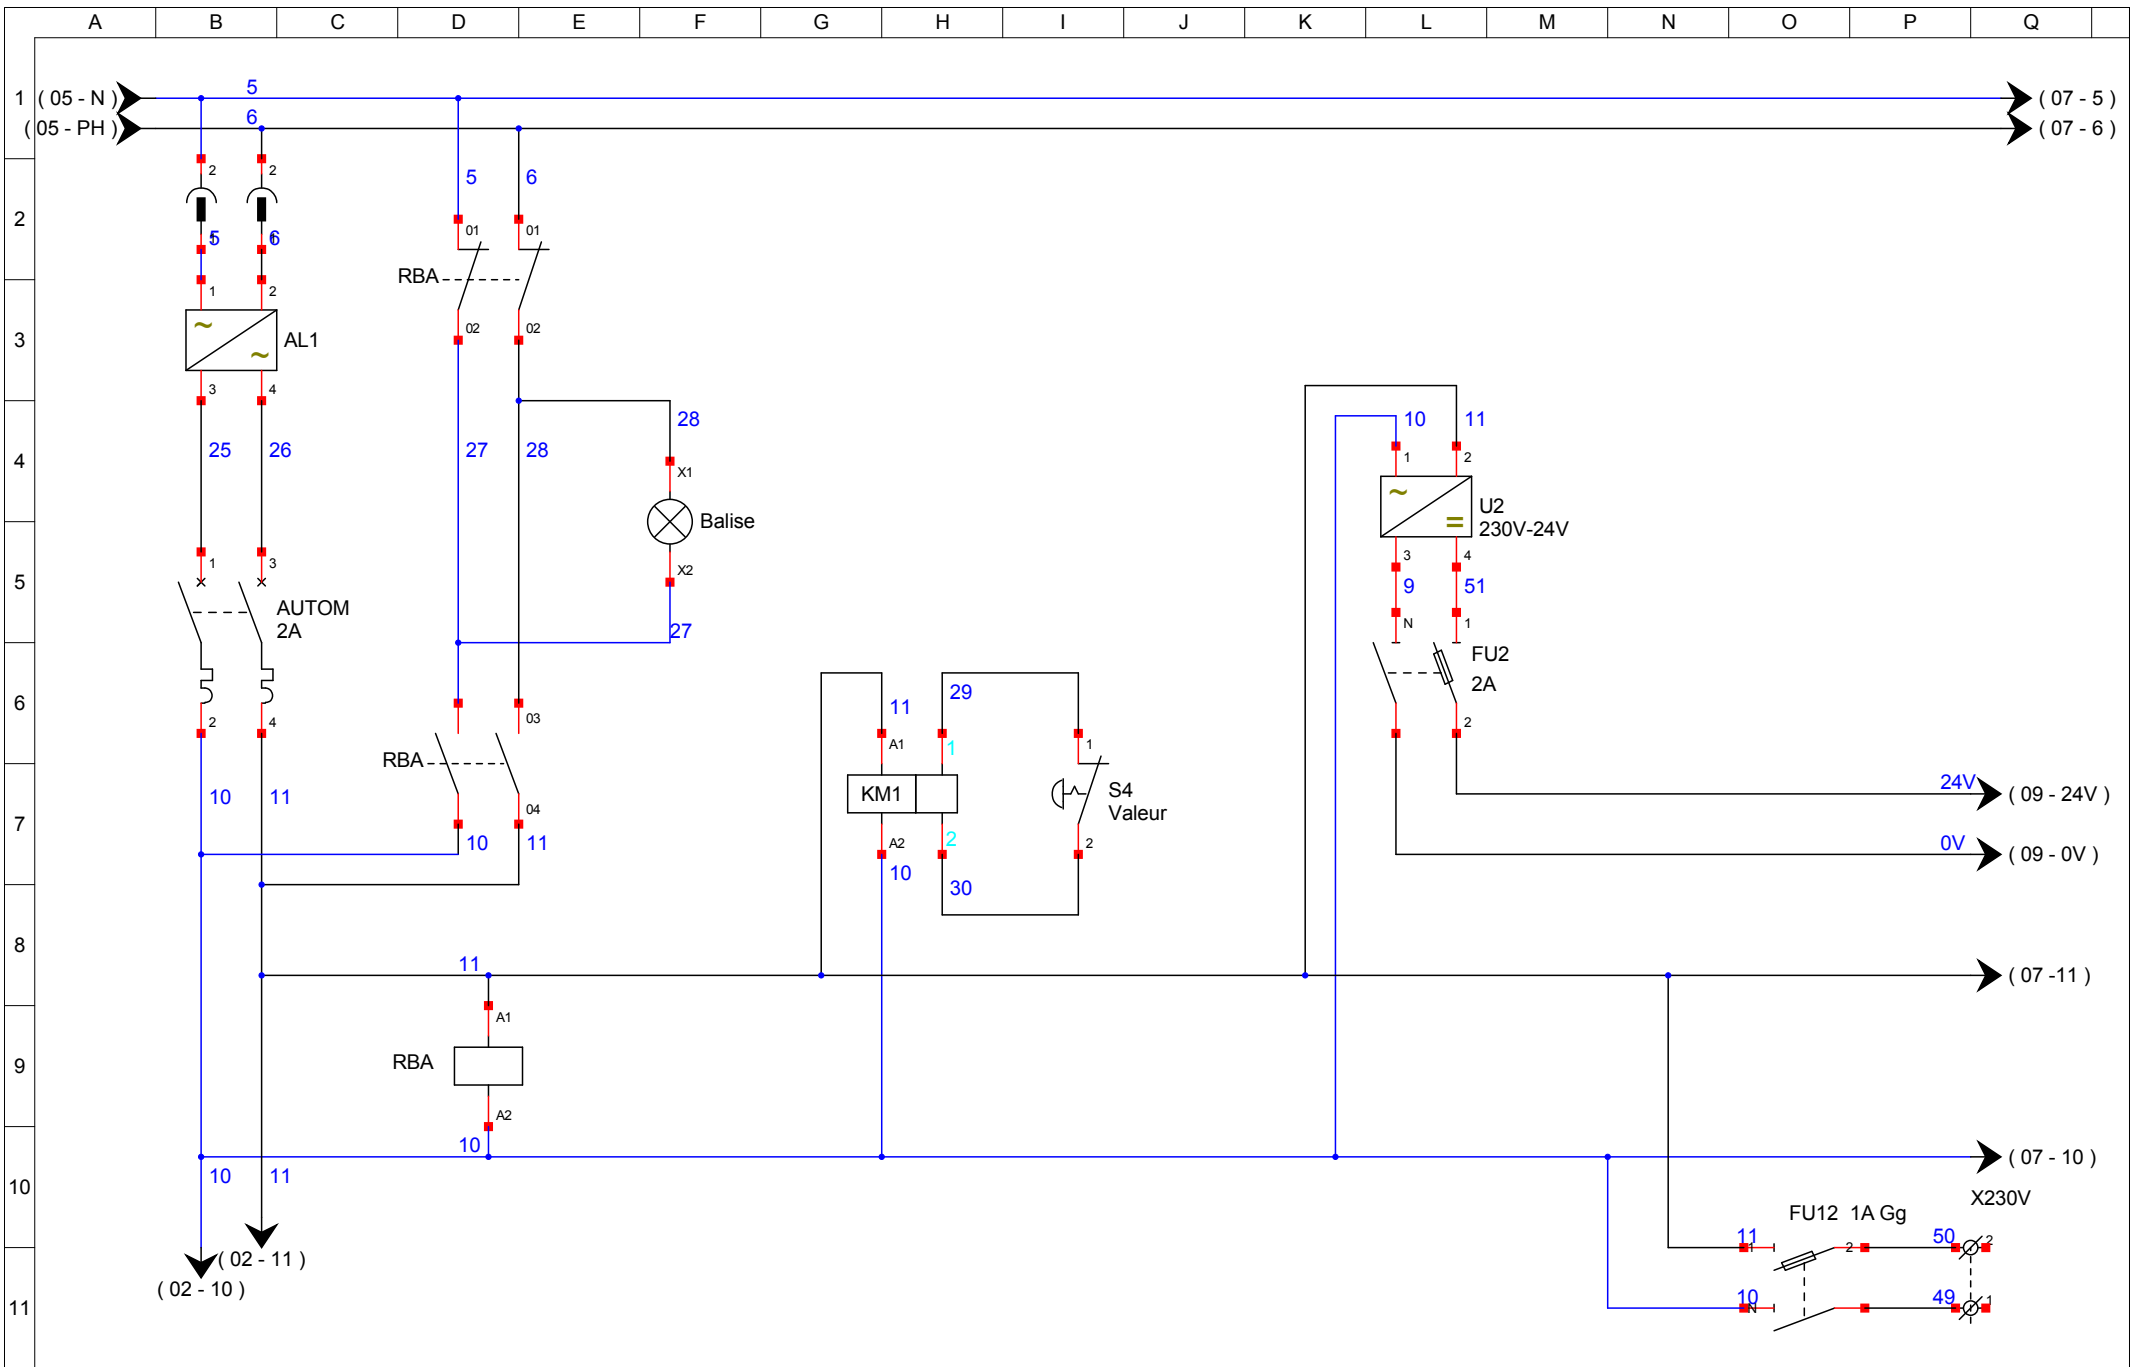 A B C D E F G H I J K L M N O P Q
1 ( 05 - N ) 5 ( 07 - 5 )
( 05 - PH ) 6 ( 07 - 6 )
2 2
5 6
2 01 01
1 5 1 6
RBA
1 2
02 02
3 AL1
3 4
28 10 11
25 26 27 28
4 X1 1 2
U2
Balise 230V-24V
1 3 X2 3 4
5 9 51
AUTOM N 1
2A 27
FU2
2A
6 11 29
2 4 03 2
A1 1 1
RBA
24V ( 09 - 24V )
10 11 KM1 S4
04 Valeur
7 10 11 A2 2 2 0V ( 09 - 0V )
10 30
8
11 ( 07 -11 )
A1
9 RBA
A2
10
10 11 ( 07 - 10 )
10 X230V
FU12 1A Gg
11 1 2 50 2
( 02 - 11 )
( 02 - 10 )
11 10 N 49 1